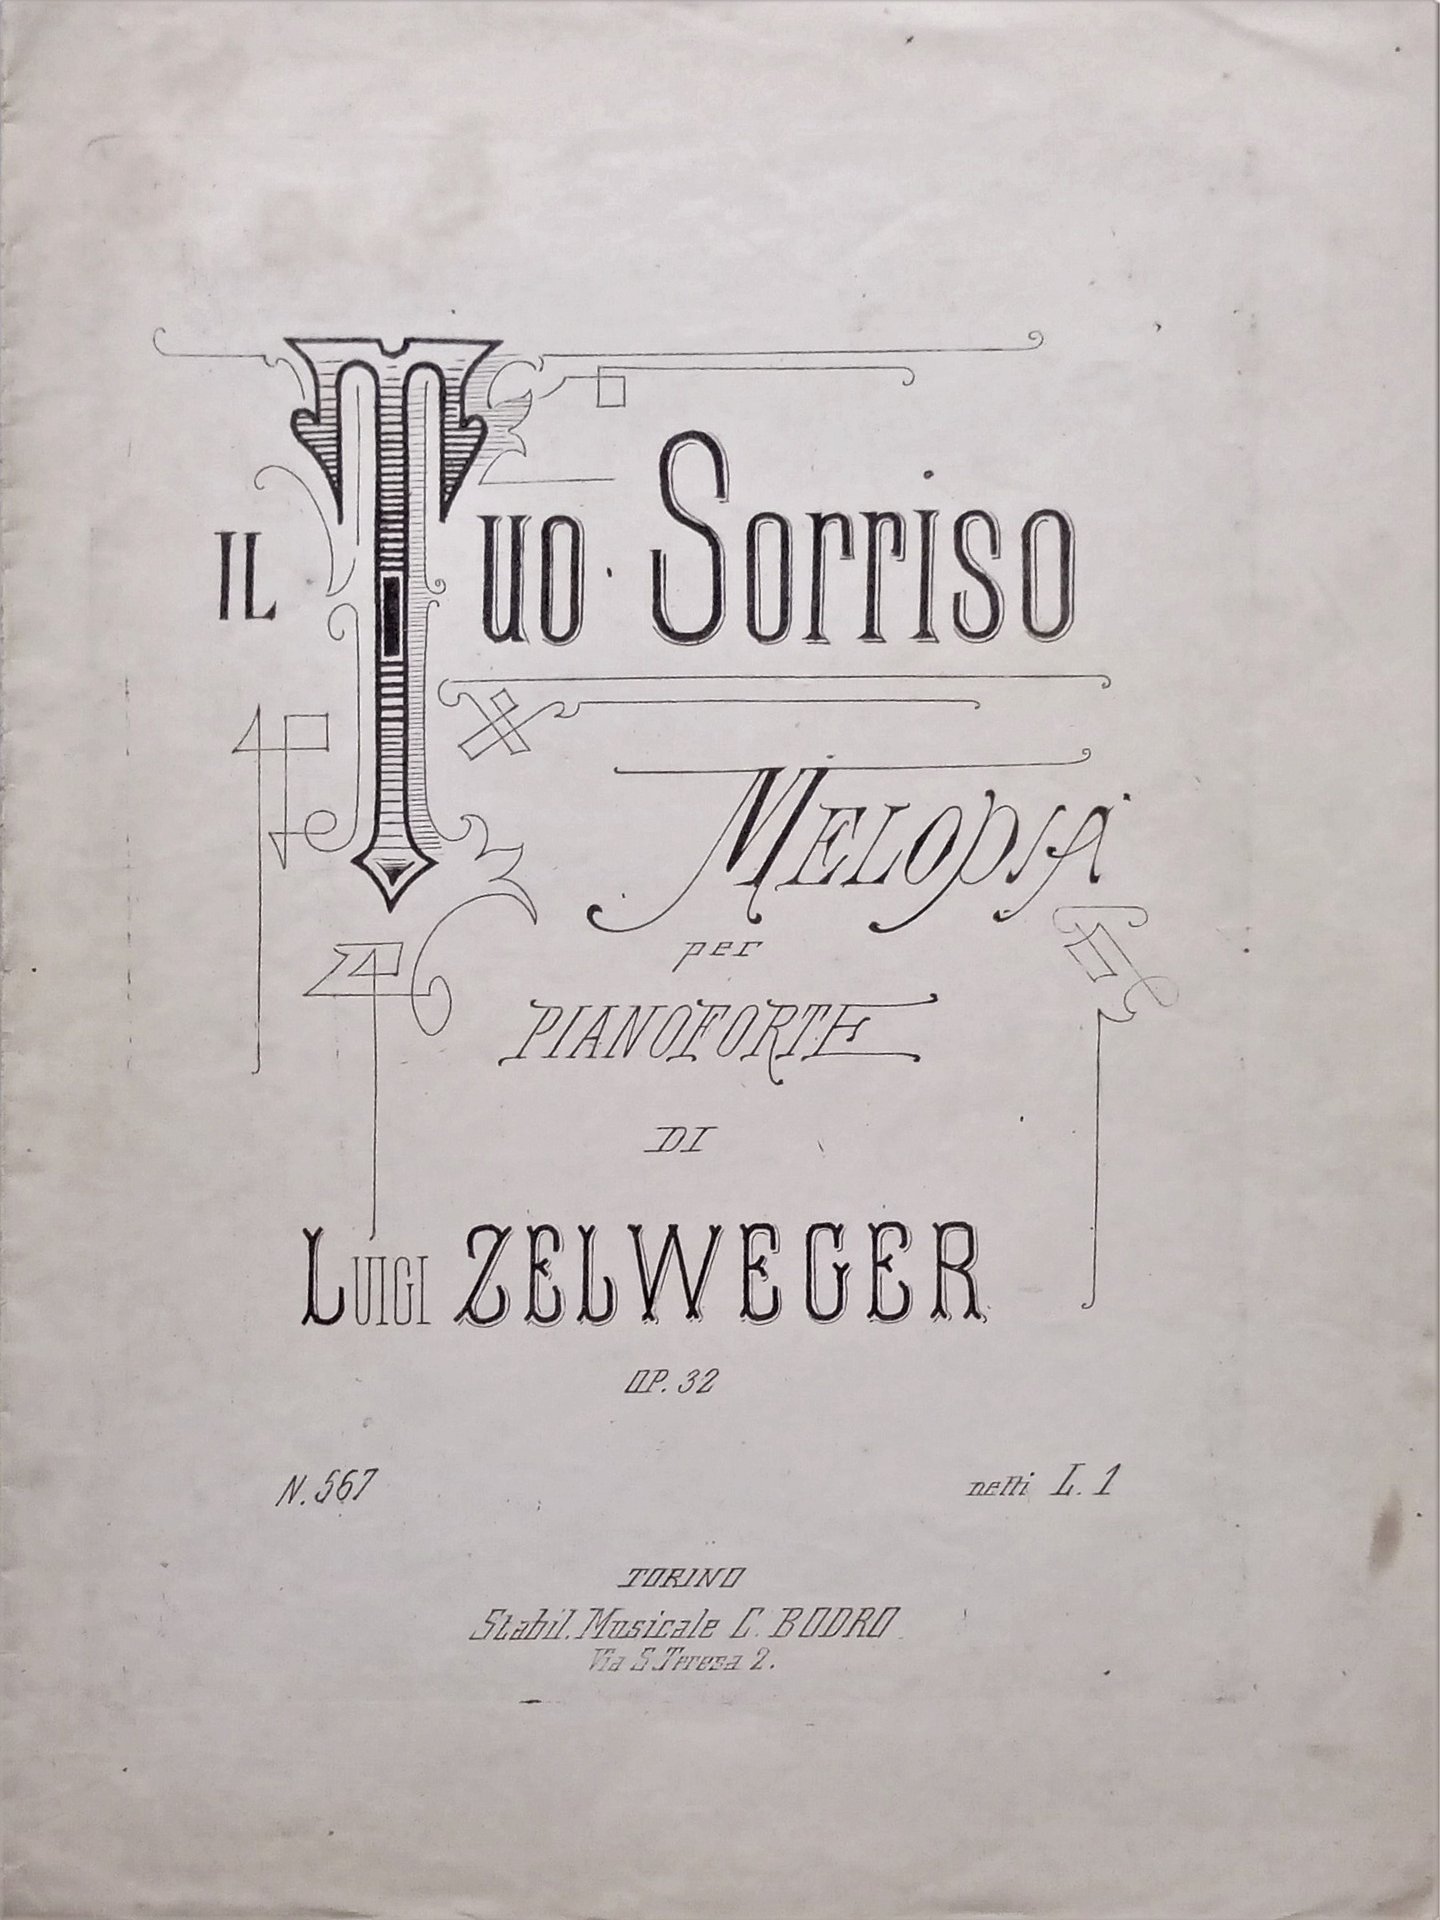 IL TUO SORRISO
MELODIA
per
PIANOFORTE
DI
LUIGI ZELWEGER
OP. 32
N. 567 netti L. 1
TORINO
Stabil. Musicale C. BODRO
Via S. Teresa 2.